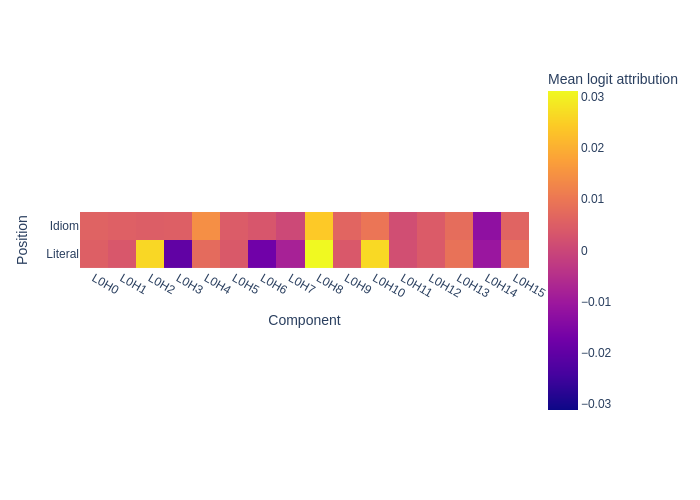 Mean logit attribution
0.03
0.02
0.01
0
−0.01
−0.02
−0.03
Position
Idiom
Literal
L0H0
L0H1
L0H2
L0H3
L0H4
L0H5
L0H6
L0H7
L0H8
L0H9
L0H10
L0H11
L0H12
L0H13
L0H14
L0H15
Component